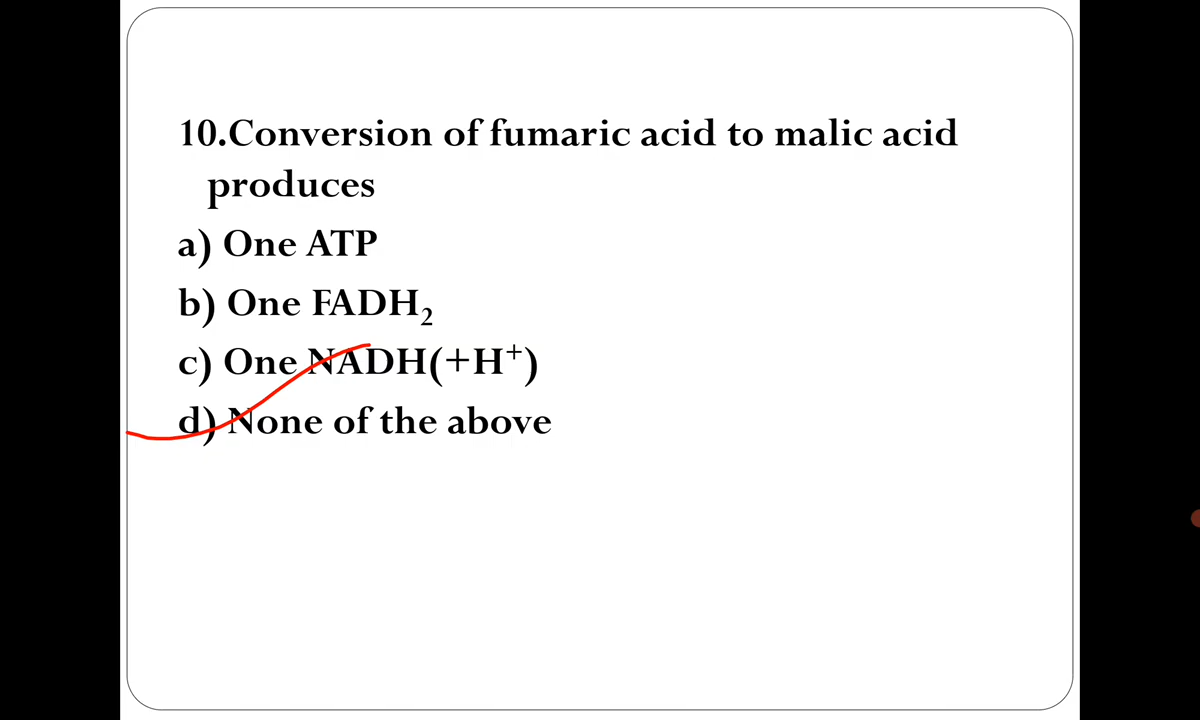 10.Conversion of fumaric acid to malic acid
produces
a) One ATP
b) One FADH₂
c) One NADH(+H⁺)
d) None of the above